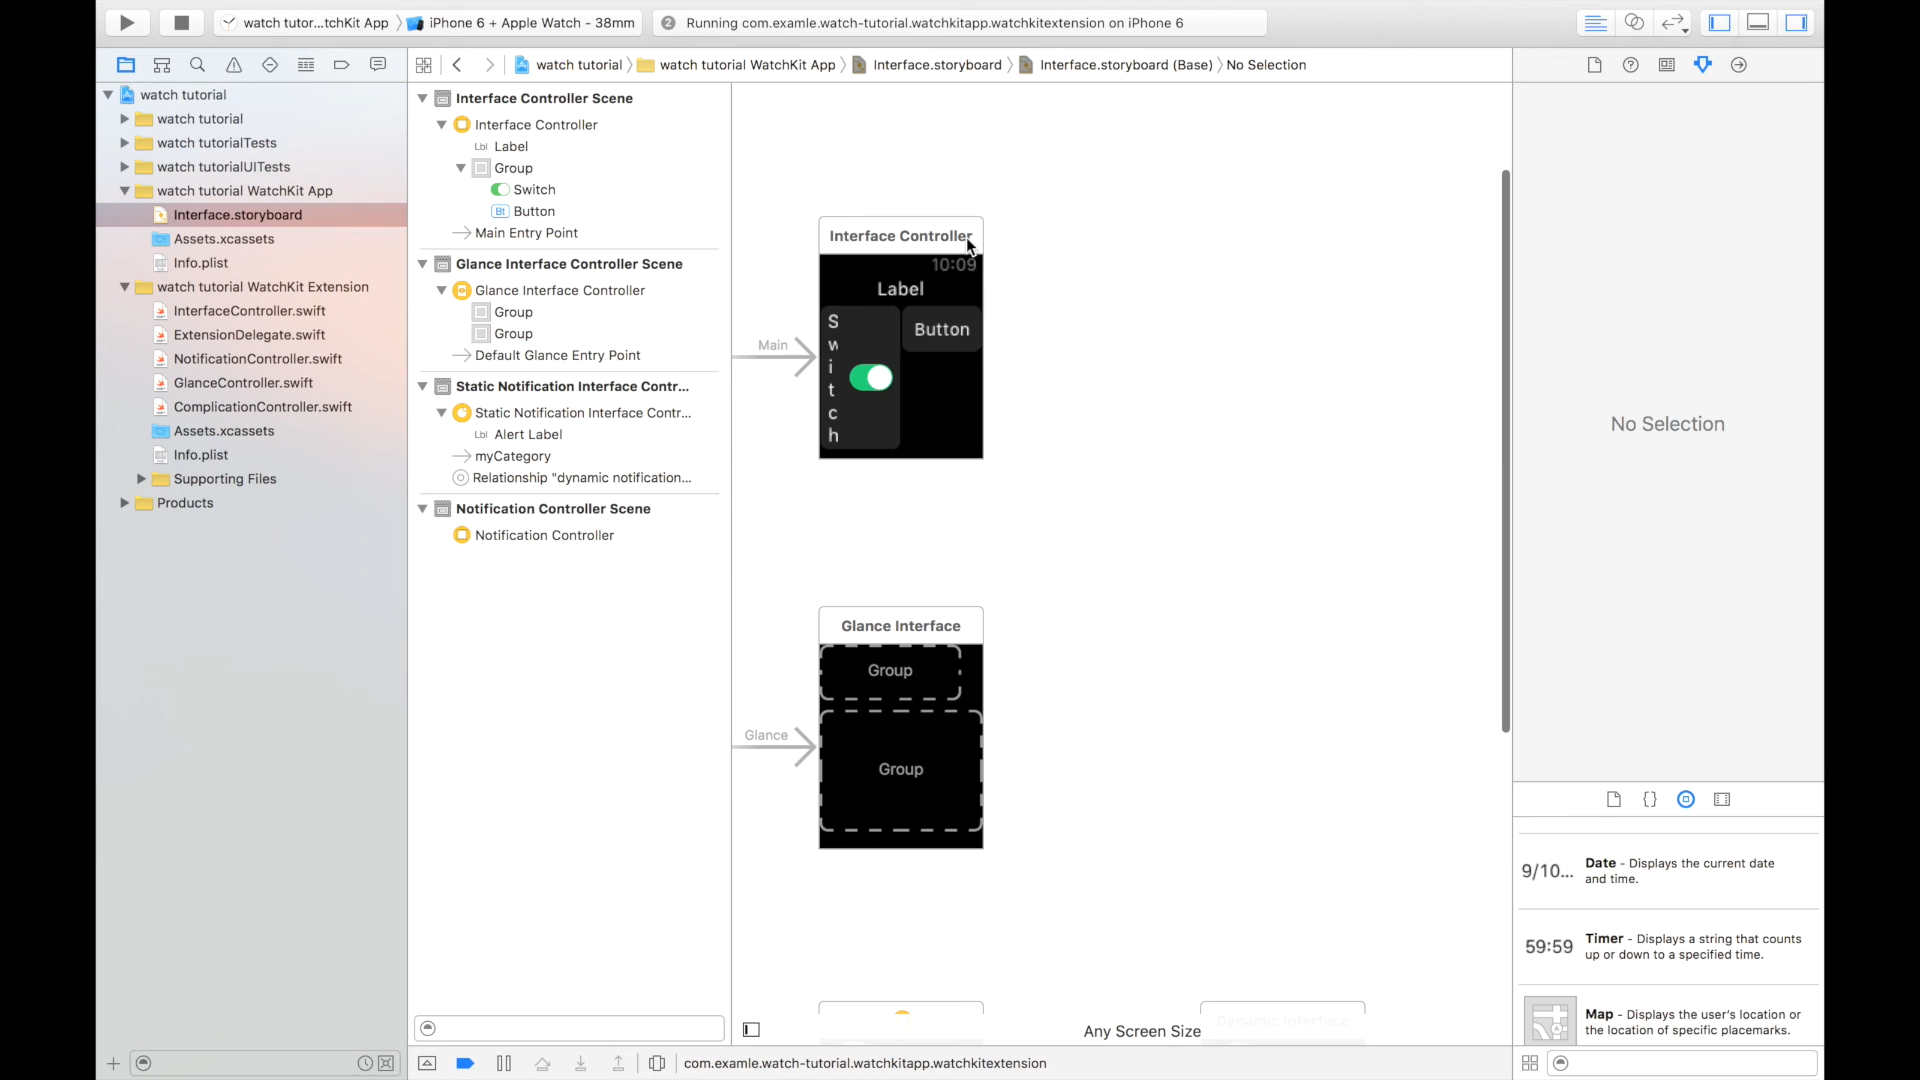 watch tutor...tchKit App
iPhone 6 + Apple Watch - 38mm
2 Running com.examle.watch-tutorial.watchkitapp.watchkitextension on iPhone 6
watch tutorial
watch tutorial WatchKit App
Interface.storyboard
Interface.storyboard (Base)
No Selection
watch tutorial
watch tutorial
watch tutorialTests
watch tutorialUITests
watch tutorial WatchKit App
Interface.storyboard
Assets.xcassets
Info.plist
watch tutorial WatchKit Extension
InterfaceController.swift
ExtensionDelegate.swift
NotificationController.swift
GlanceController.swift
ComplicationController.swift
Assets.xcassets
Info.plist
Supporting Files
Products
Interface Controller Scene
Interface Controller
Lbl Label
Group
Switch
Bt Button
Main Entry Point
Glance Interface Controller Scene
Glance Interface Controller
Group
Group
Default Glance Entry Point
Static Notification Interface Contr...
Static Notification Interface Contr...
Lbl Alert Label
myCategory
Relationship "dynamic notification...
Notification Controller Scene
Notification Controller
Interface Controller
10:09
Label
Switch
Button
Main
Glance Interface
Group
Group
Glance
Dynamic Interface
Any Screen Size
No Selection
9/10...
Date - Displays the current date
and time.
59:59
Timer - Displays a string that counts
up or down to a specified time.
Map - Displays the user's location or
the location of specific placemarks.
com.examle.watch-tutorial.watchkitapp.watchkitextension